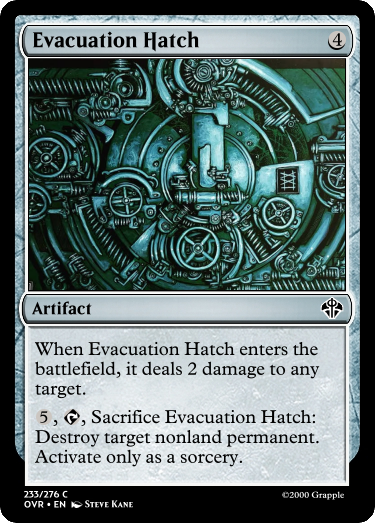 Evacuation Hatch 4
Artifact
When Evacuation Hatch enters the
battlefield, it deals 2 damage to any
target.
5, , Sacrifice Evacuation Hatch:
Destroy target nonland permanent.
Activate only as a sorcery.
233/276 C
OVR • EN Steve Kane
©2000 Grapple